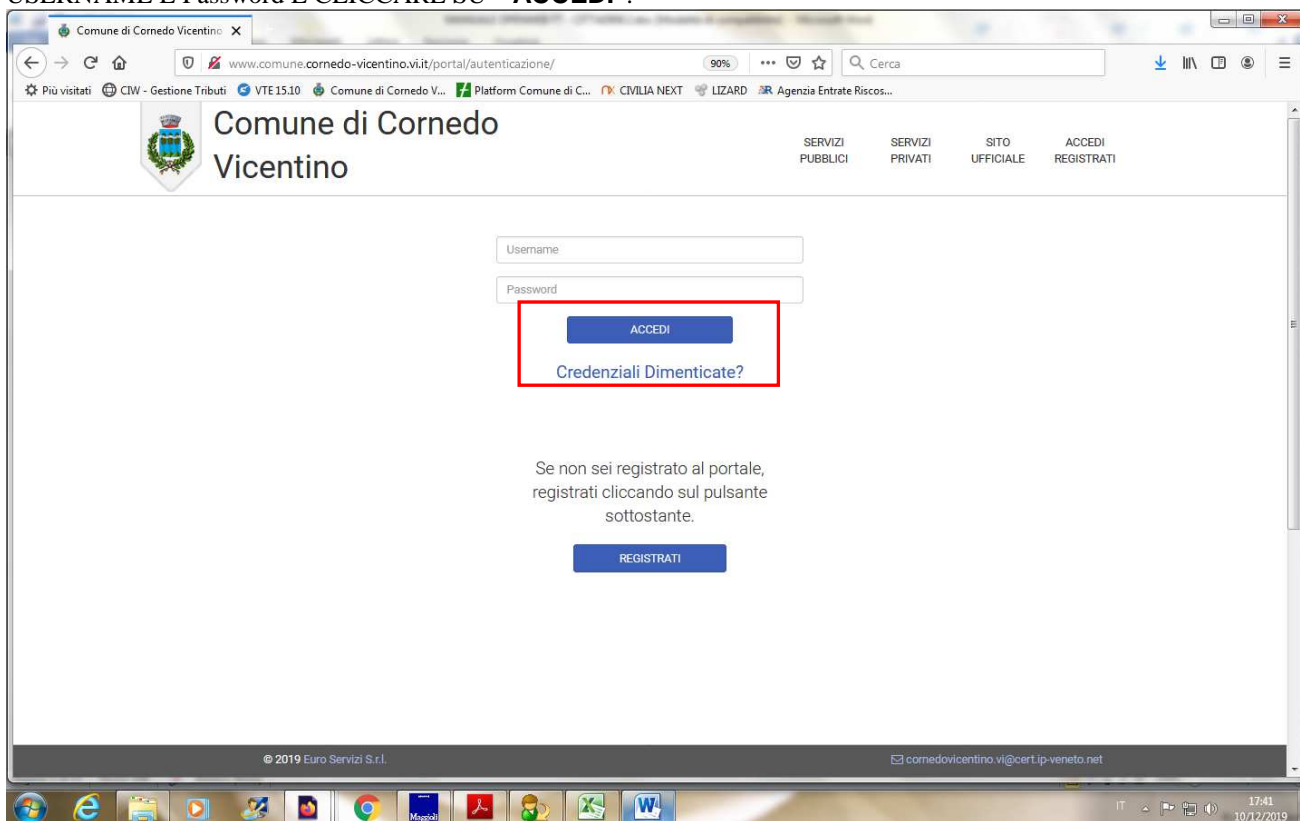 USERNAME E Password E CLICCARE SU " ACCEDI".
Comune di Cornedo Vicentino
www.comune.cornedo-vicentino.vi.it/portal/autenticazione/
90%
Cerca
Più visitati
CIW - Gestione Tributi
VTE 15.10
Comune di Cornedo V...
Platform Comune di C...
CIVILIA NEXT
LIZARD
Agenzia Entrate Riscos...
Comune di Cornedo
Vicentino
SERVIZI PUBBLICI
SERVIZI PRIVATI
SITO UFFICIALE
ACCEDI REGISTRATI
Username
Password
ACCEDI
Credenziali Dimenticate?
Se non sei registrato al portale,
registrati cliccando sul pulsante
sottostante.
REGISTRATI
© 2019 Euro Servizi S.r.l.
cornedovicentino.vi@cert.ip-veneto.net
Maggioli
IT
17:41
10/12/2019